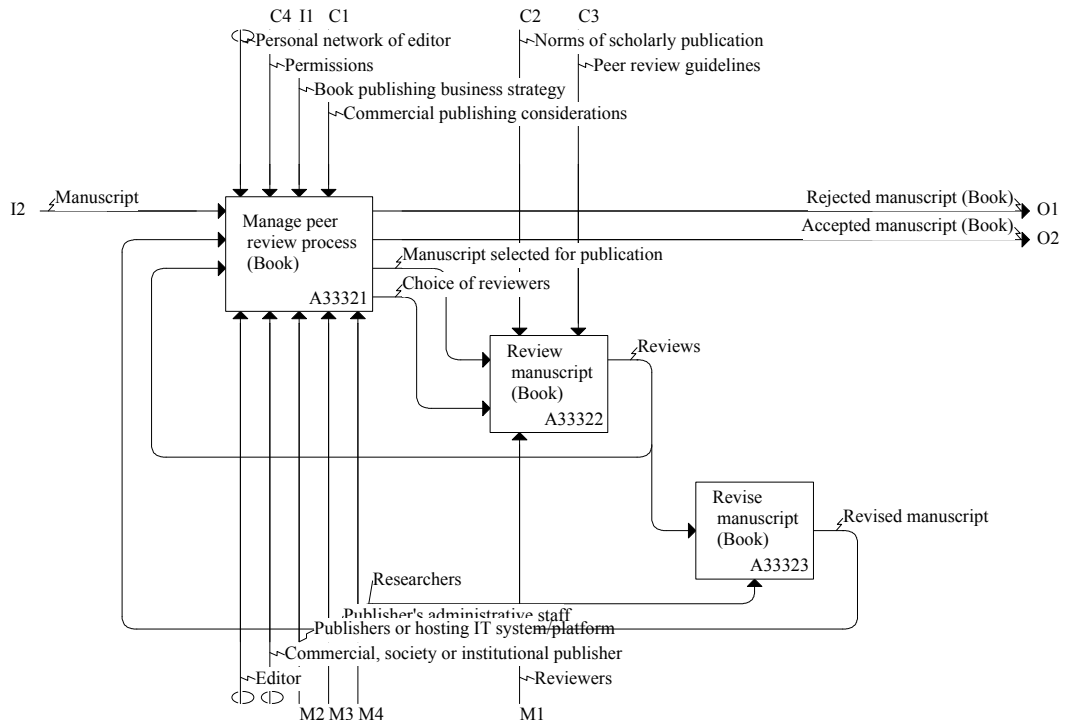 C4 I1 C1 C2 C3
Personal network of editor
Norms of scholarly publication
Permissions
Peer review guidelines
Book publishing business strategy
Commercial publishing considerations
I2
Manuscript
Rejected manuscript (Book)
O1
Accepted manuscript (Book)
O2
Manage peer
review process
(Book)
A33321
Manuscript selected for publication
Choice of reviewers
Review
manuscript
(Book)
A33322
Reviews
Revise
manuscript
(Book)
A33323
Revised manuscript
Researchers
Publisher's administrative staff
Publishers or hosting IT system/platform
Commercial, society or institutional publisher
Editor
Reviewers
M2 M3 M4 M1